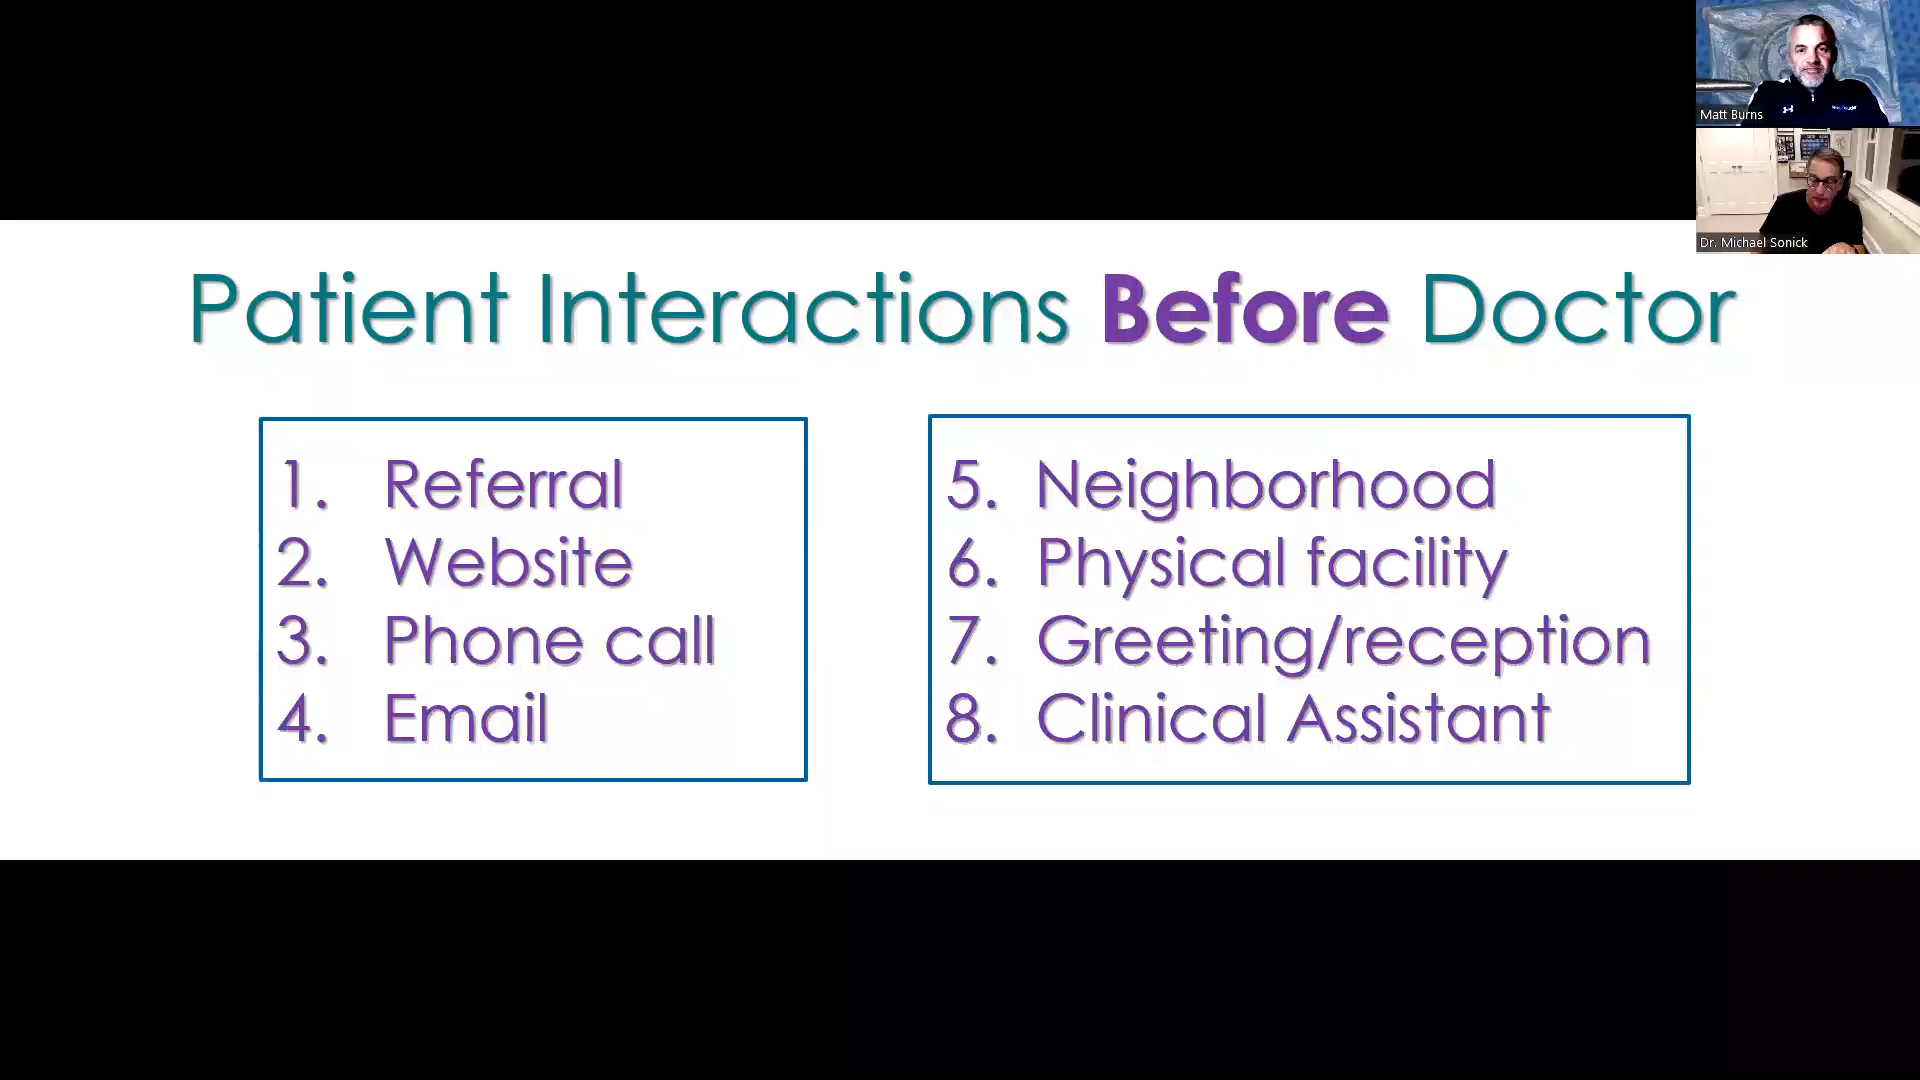 Matt Burns
Dr. Michael Sonick
Patient Interactions Before Doctor
1. Referral
2. Website
3. Phone call
4. Email
5. Neighborhood
6. Physical facility
7. Greeting/reception
8. Clinical Assistant